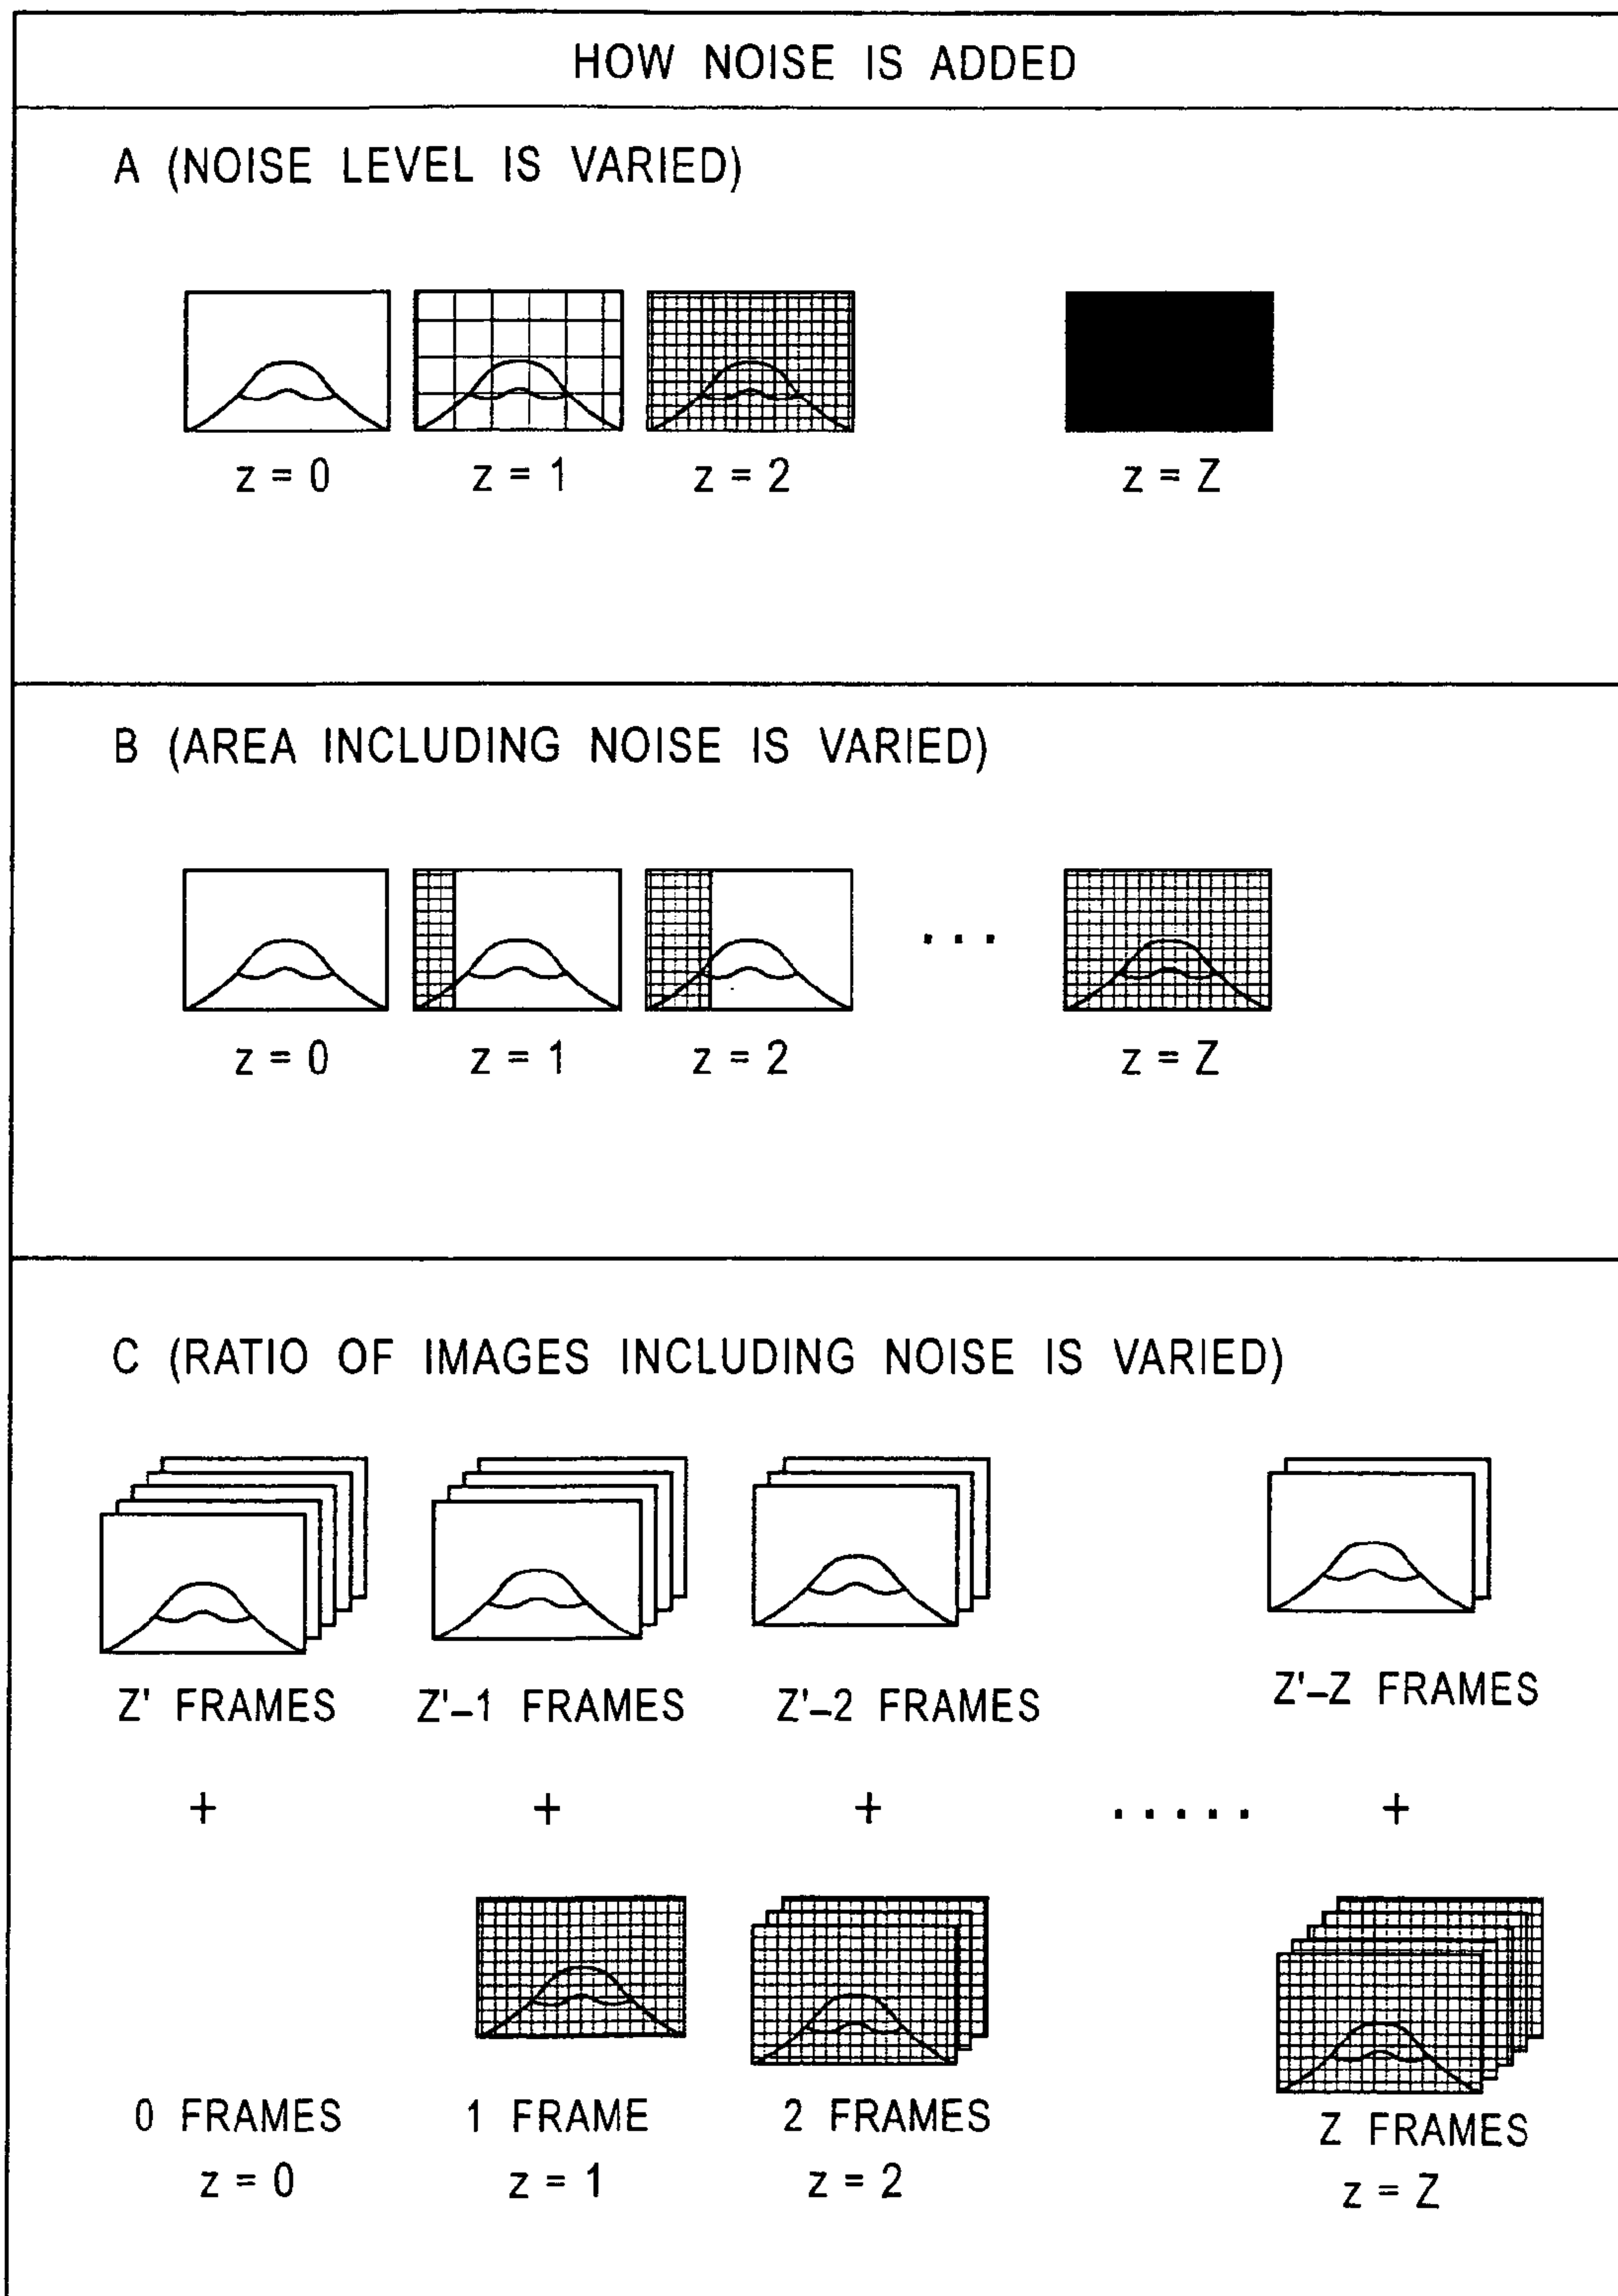 HOW NOISE IS ADDED
A (NOISE LEVEL IS VARIED)
z = 0 z = 1 z = 2 z = Z
B (AREA INCLUDING NOISE IS VARIED)
...
z = 0 z = 1 z = 2 z = Z
C (RATIO OF IMAGES INCLUDING NOISE IS VARIED)
Z' FRAMES Z'–1 FRAMES Z'–2 FRAMES Z'–Z FRAMES
+ + + ..... +
0 FRAMES 1 FRAME 2 FRAMES Z FRAMES
z = 0 z = 1 z = 2 z = Z